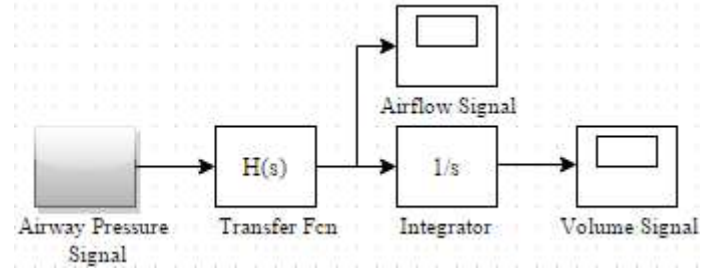 Airflow Signal
H(s)
1/s
Airway Pressure
Signal
Transfer Fcn
Integrator
Volume Signal